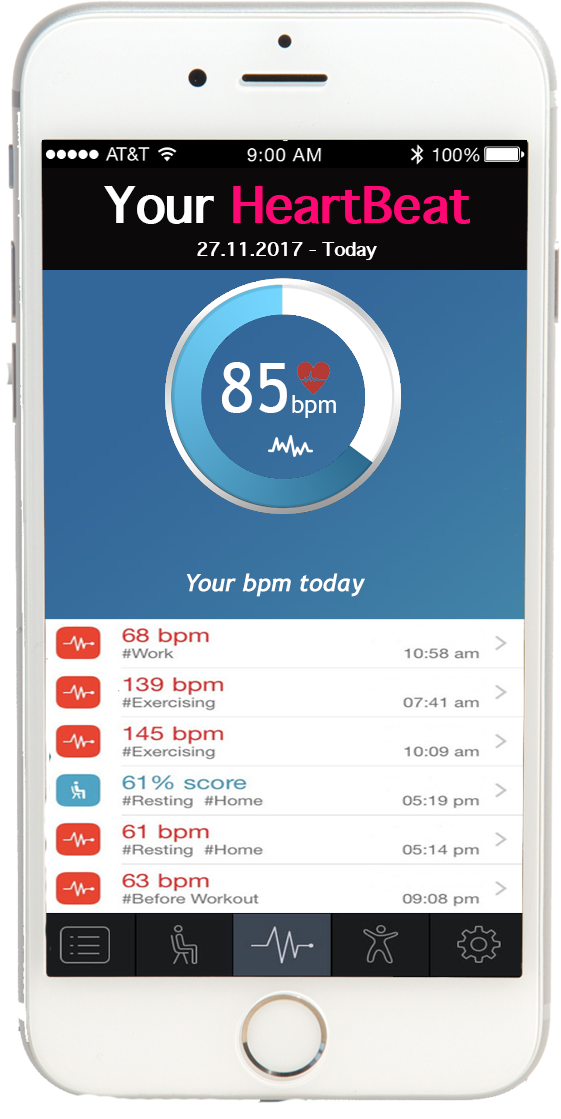 AT&T 9:00 AM 100%
Your HeartBeat
27.11.2017 - Today
85 bpm
Your bpm today
68 bpm
#Work 10:58 am
139 bpm
#Exercising 07:41 am
145 bpm
#Exercising 10:09 am
61% score
#Resting #Home 05:19 pm
61 bpm
#Resting #Home 05:14 pm
63 bpm
#Before Workout 09:08 pm